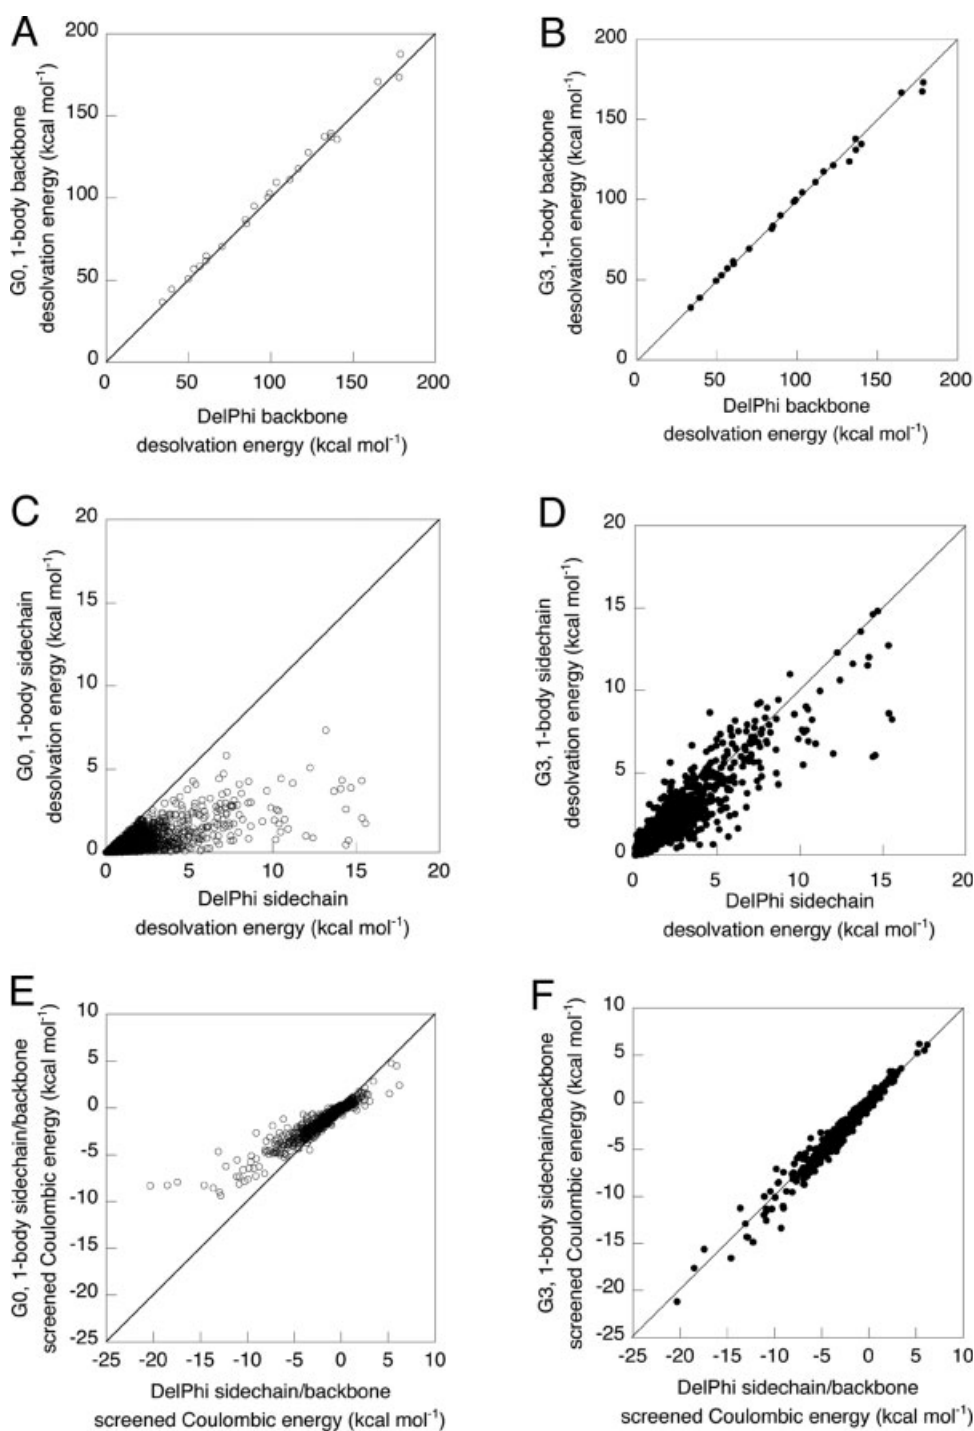 A
G0, 1-body backbone
desolvation energy (kcal mol⁻¹)
200
150
100
50
0
0 50 100 150 200
DelPhi backbone
desolvation energy (kcal mol⁻¹)
B
G3, 1-body backbone
desolvation energy (kcal mol⁻¹)
200
150
100
50
0
0 50 100 150 200
DelPhi backbone
desolvation energy (kcal mol⁻¹)
C
G0, 1-body sidechain
desolvation energy (kcal mol⁻¹)
20
15
10
5
0
0 5 10 15 20
DelPhi sidechain
desolvation energy (kcal mol⁻¹)
D
G3, 1-body sidechain
desolvation energy (kcal mol⁻¹)
20
15
10
5
0
0 5 10 15 20
DelPhi sidechain
desolvation energy (kcal mol⁻¹)
E
G0, 1-body sidechain/backbone
screened Coulombic energy (kcal mol⁻¹)
10
5
0
-5
-10
-15
-20
-25
-25 -20 -15 -10 -5 0 5 10
DelPhi sidechain/backbone
screened Coulombic energy (kcal mol⁻¹)
F
G3, 1-body sidechain/backbone
screened Coulombic energy (kcal mol⁻¹)
10
5
0
-5
-10
-15
-20
-25
-25 -20 -15 -10 -5 0 5 10
DelPhi sidechain/backbone
screened Coulombic energy (kcal mol⁻¹)